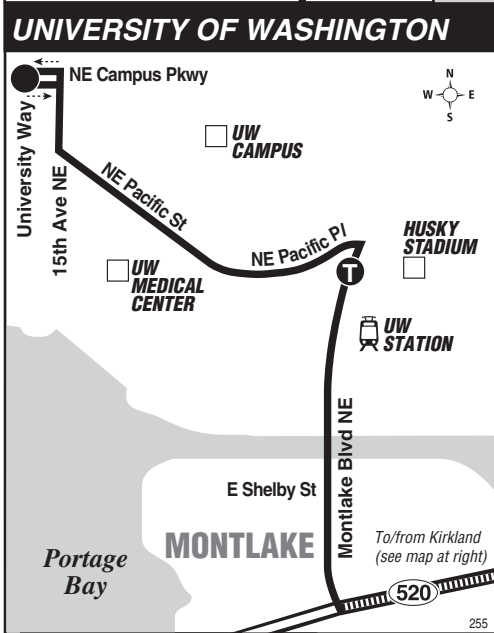 UNIVERSITY OF WASHINGTON
NE Campus Pkwy
N
W
E
S
University Way
15th Ave NE
UW
CAMPUS
NE Pacific St
NE Pacific Pl
HUSKY
STADIUM
T
UW
MEDICAL
CENTER
UW
STATION
Montlake Blvd NE
E Shelby St
MONTLAKE
To/from Kirkland
(see map at right)
Portage
Bay
520
255